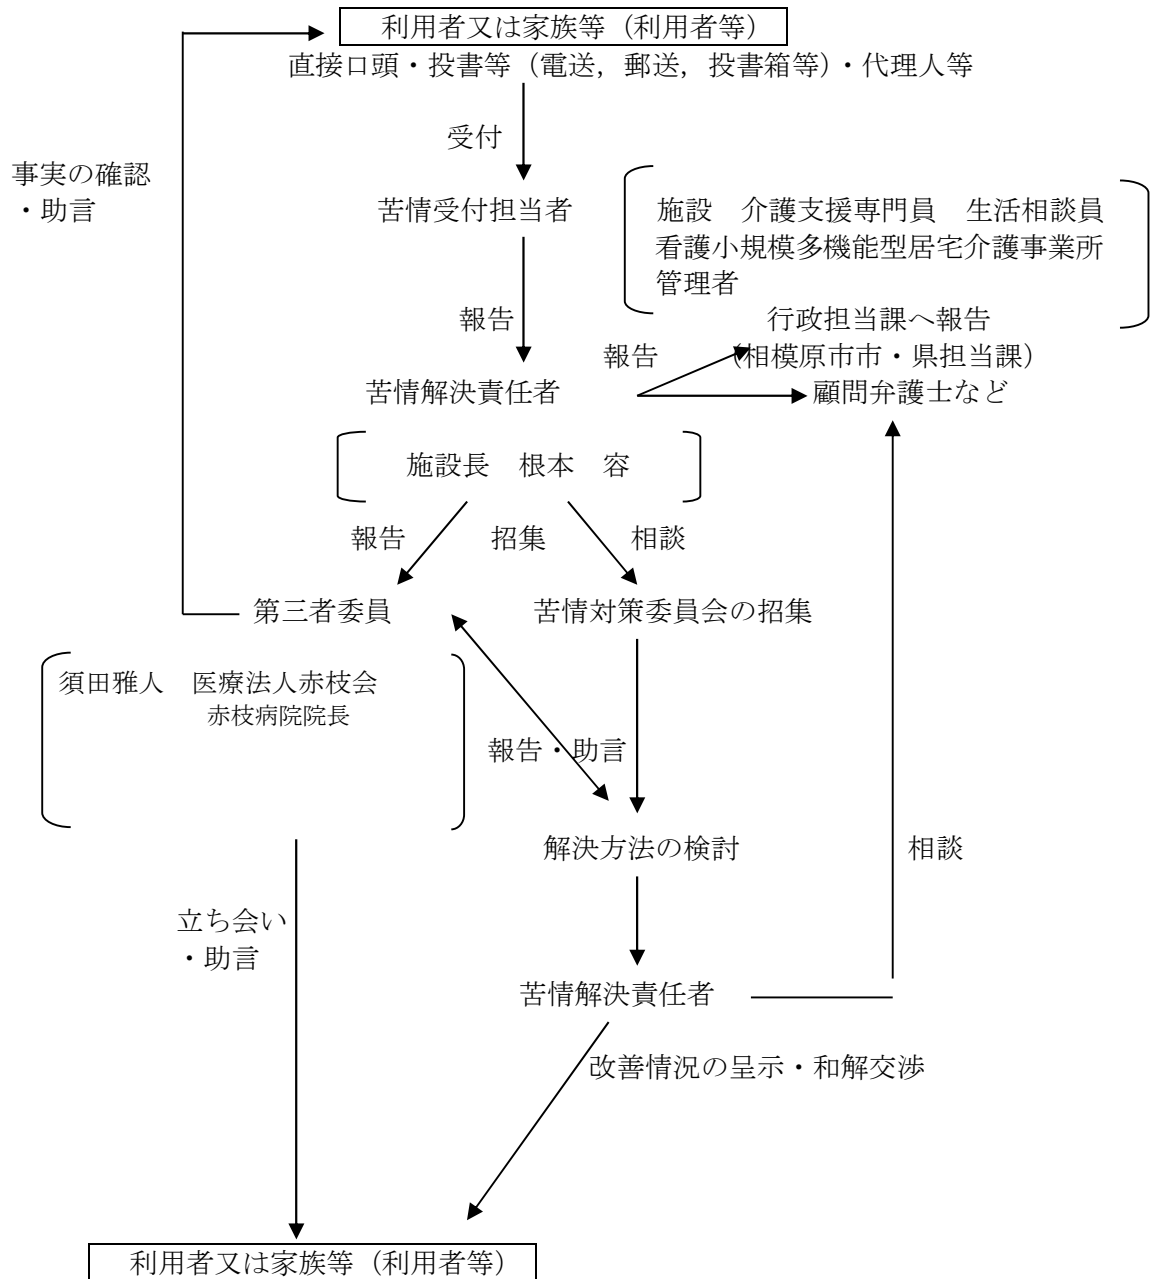 利用者又は家族等（利用者等）
直接口頭・投書等（電送，郵送，投書箱等）・代理人等
受付
事実の確認
・助言
苦情受付担当者
施設　介護支援専門員　生活相談員
看護小規模多機能型居宅介護事業所
管理者
報告
行政担当課へ報告
報告
（相模原市市・県担当課）
苦情解決責任者
顧問弁護士など
施設長　根本　容
報告
招集
相談
第三者委員
苦情対策委員会の招集
須田雅人　医療法人赤枝会
赤枝病院院長
報告・助言
解決方法の検討
相談
立ち会い
・助言
苦情解決責任者
改善情況の呈示・和解交渉
利用者又は家族等（利用者等）